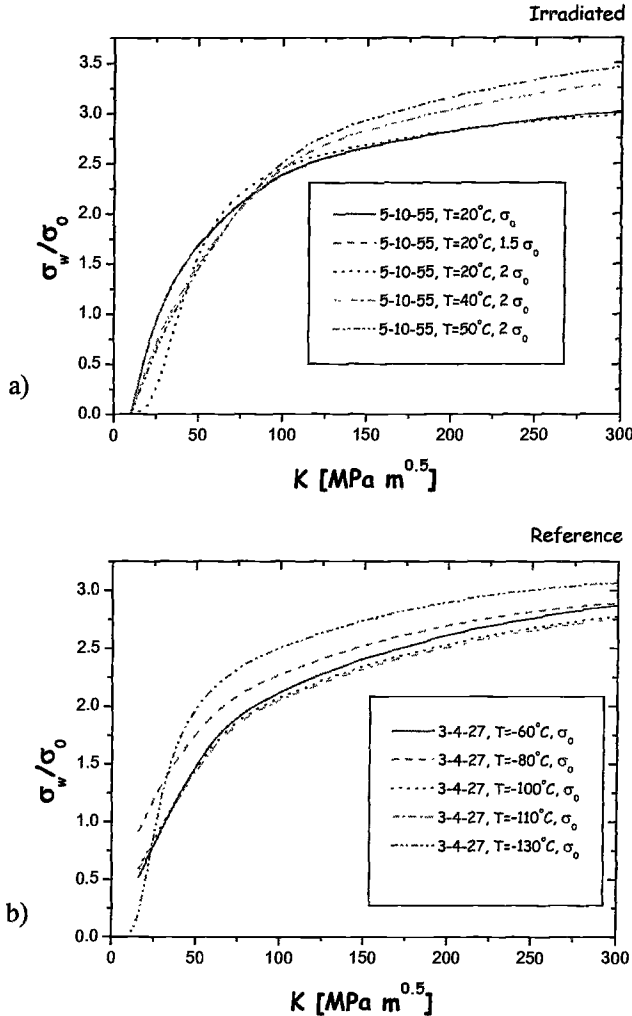 Irradiated
3.5
3.0
2.5
2.0
1.5
1.0
0.5
0.0
σw/σ0
5-10-55, T=20°C, σ0
5-10-55, T=20°C, 1.5 σ0
5-10-55, T=20°C, 2 σ0
5-10-55, T=40°C, 2 σ0
5-10-55, T=50°C, 2 σ0
a)
0 50 100 150 200 250 300
K [MPa m^0.5]
Reference
3.0
2.5
2.0
1.5
1.0
0.5
0.0
σw/σ0
3-4-27, T=-60°C, σ0
3-4-27, T=-80°C, σ0
3-4-27, T=-100°C, σ0
3-4-27, T=-110°C, σ0
3-4-27, T=-130°C, σ0
b)
0 50 100 150 200 250 300
K [MPa m^0.5]